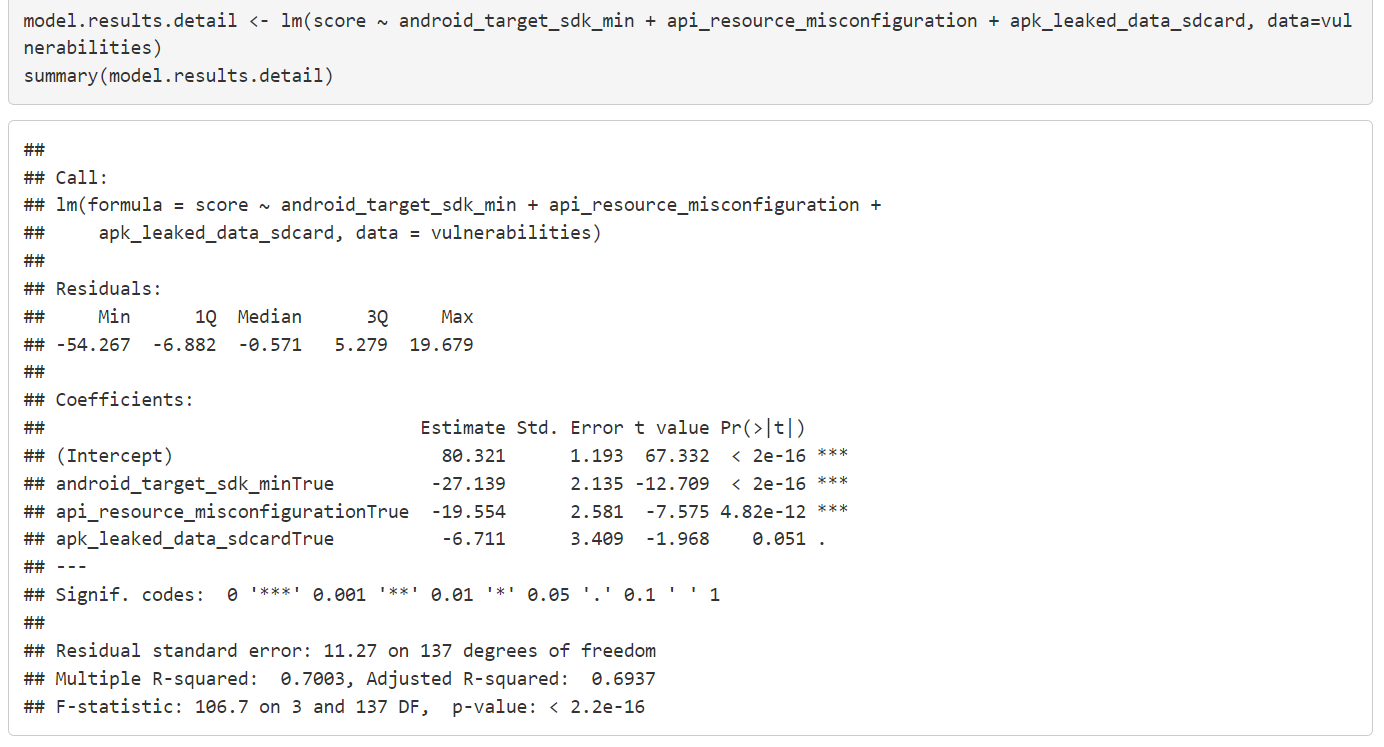 model.results.detail <- lm(score ~ android_target_sdk_min + api_resource_misconfiguration + apk_leaked_data_sdcard, data=vul
nerabilities)
summary(model.results.detail)
##
## Call:
## lm(formula = score ~ android_target_sdk_min + api_resource_misconfiguration +
##     apk_leaked_data_sdcard, data = vulnerabilities)
##
## Residuals:
##     Min      1Q  Median      3Q     Max
## -54.267  -6.882  -0.571   5.279  19.679
##
## Coefficients:
##                                   Estimate Std. Error t value Pr(>|t|)
## (Intercept)                         80.321      1.193  67.332  < 2e-16 ***
## android_target_sdk_minTrue         -27.139      2.135 -12.709  < 2e-16 ***
## api_resource_misconfigurationTrue  -19.554      2.581  -7.575 4.82e-12 ***
## apk_leaked_data_sdcardTrue          -6.711      3.409  -1.968    0.051 .
## ---
## Signif. codes:  0 '***' 0.001 '**' 0.01 '*' 0.05 '.' 0.1 ' ' 1
##
## Residual standard error: 11.27 on 137 degrees of freedom
## Multiple R-squared:  0.7003, Adjusted R-squared:  0.6937
## F-statistic: 106.7 on 3 and 137 DF,  p-value: < 2.2e-16